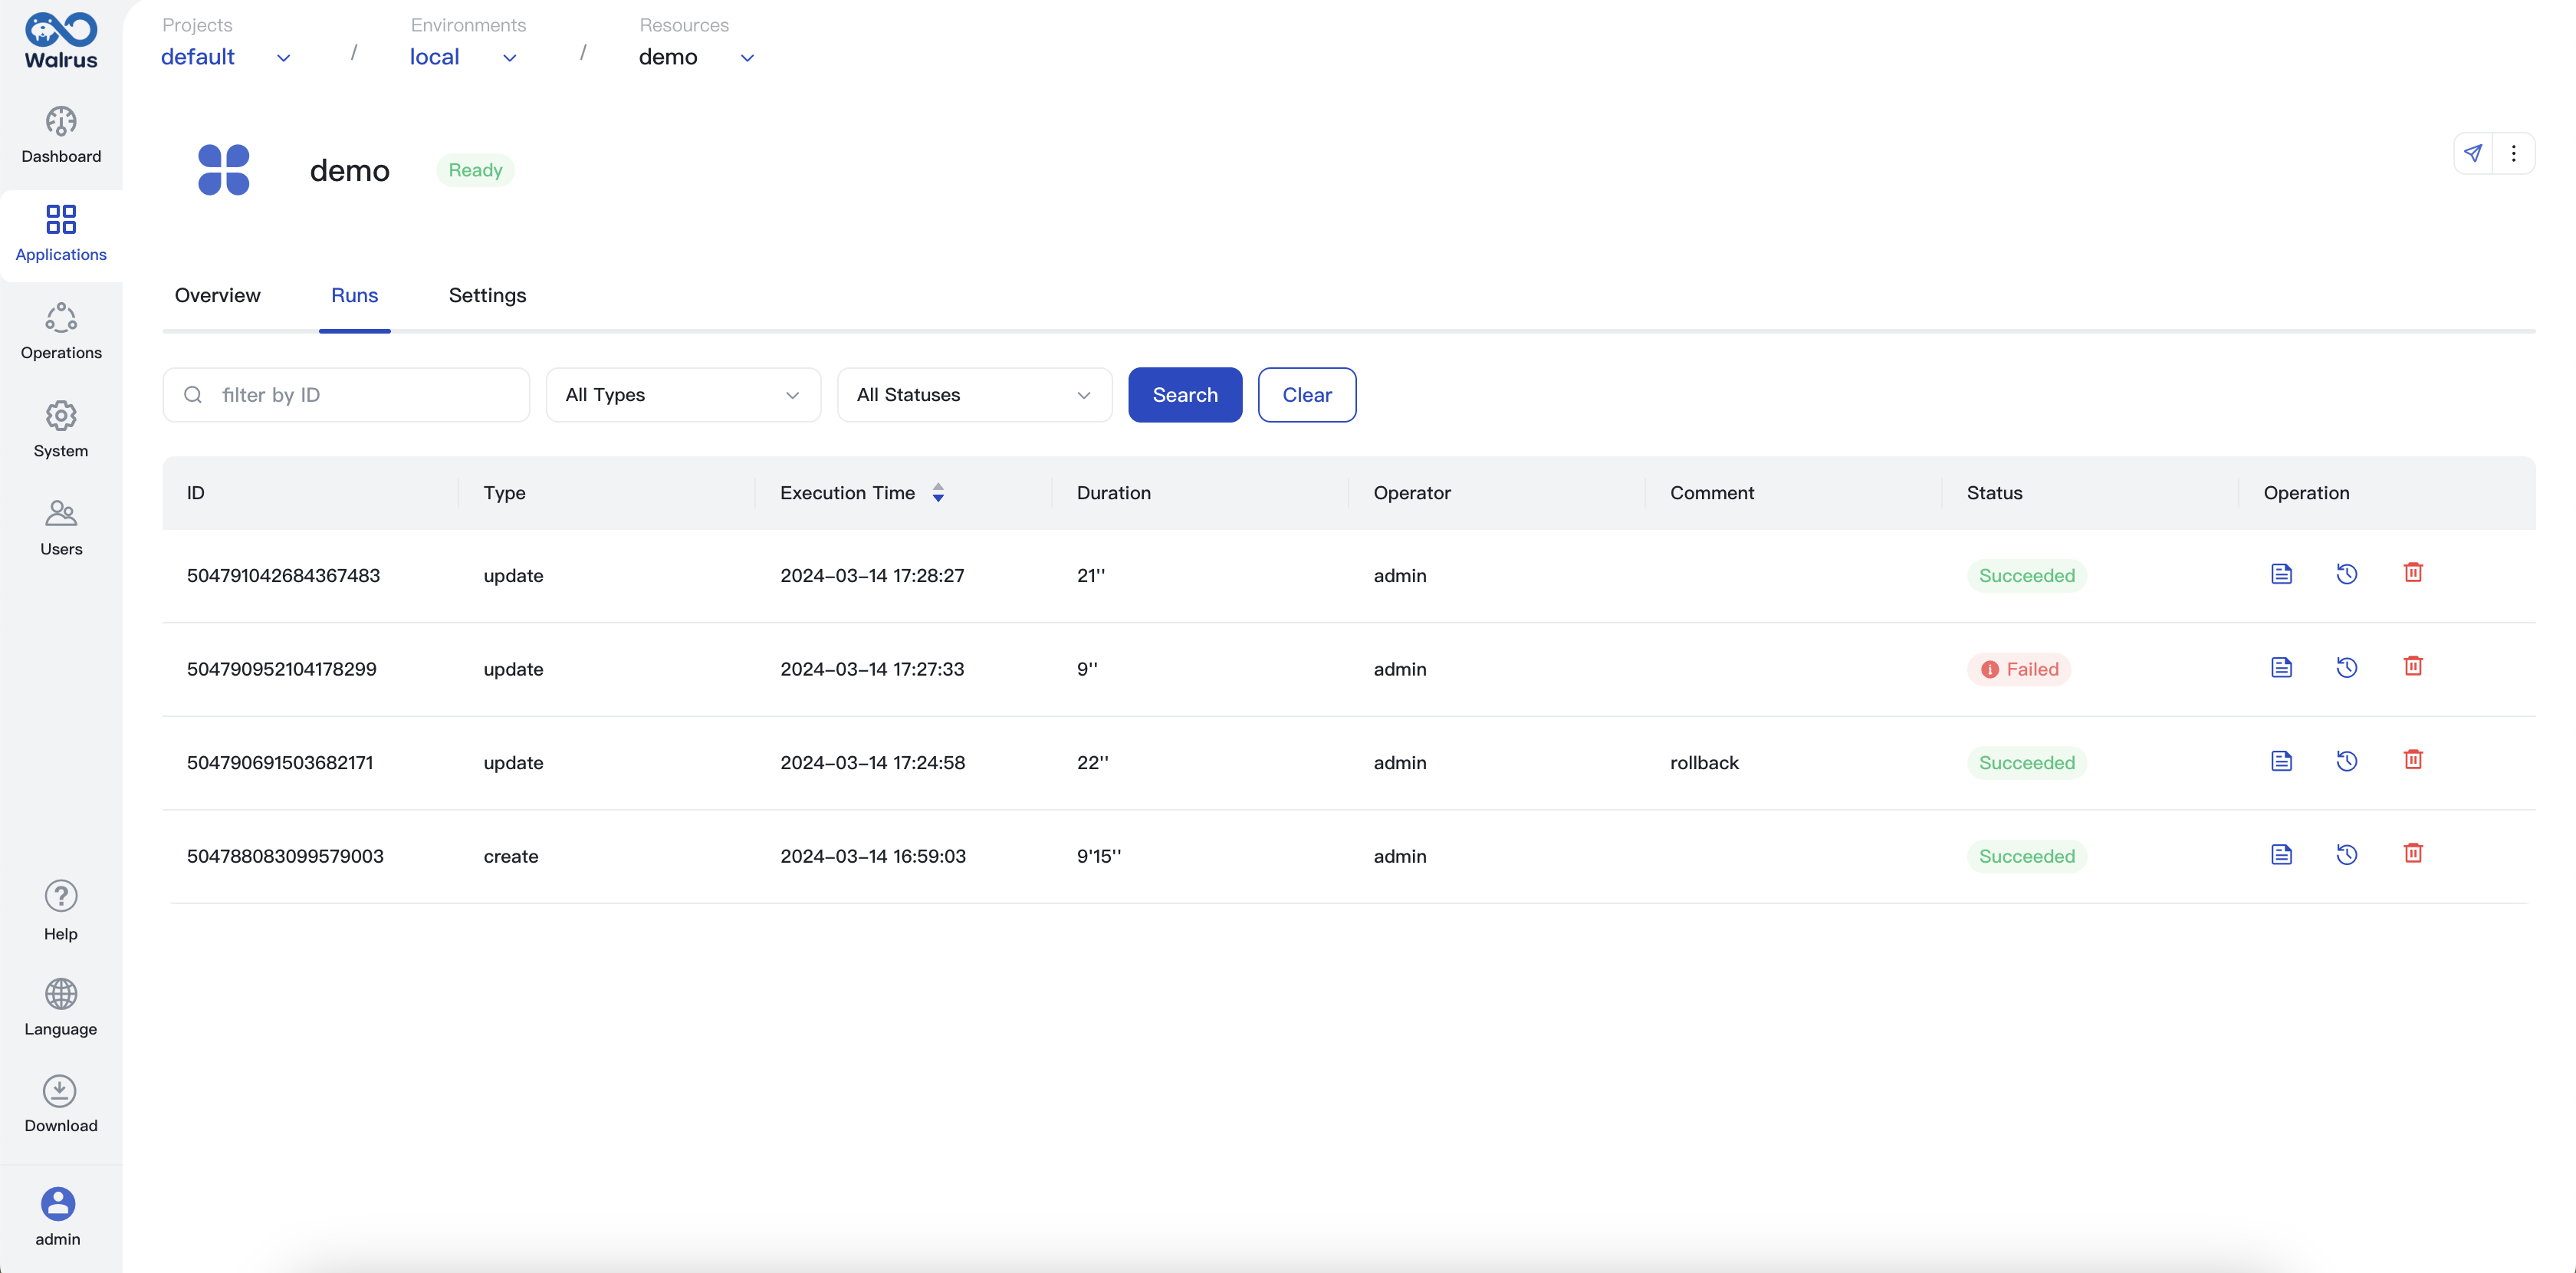 Walrus
Dashboard
Applications
Operations
System
Users
Help
Language
Download
admin
Projects
default
/
Environments
local
/
Resources
demo
demo
Ready
Overview Runs Settings
filter by ID All Types All Statuses Search Clear
ID Type Execution Time Duration Operator Comment Status Operation
504791042684367483 update 2024-03-14 17:28:27 21'' admin Succeeded
504790952104178299 update 2024-03-14 17:27:33 9'' admin Failed
504790691503682171 update 2024-03-14 17:24:58 22'' admin rollback Succeeded
504788083099579003 create 2024-03-14 16:59:03 9'15'' admin Succeeded